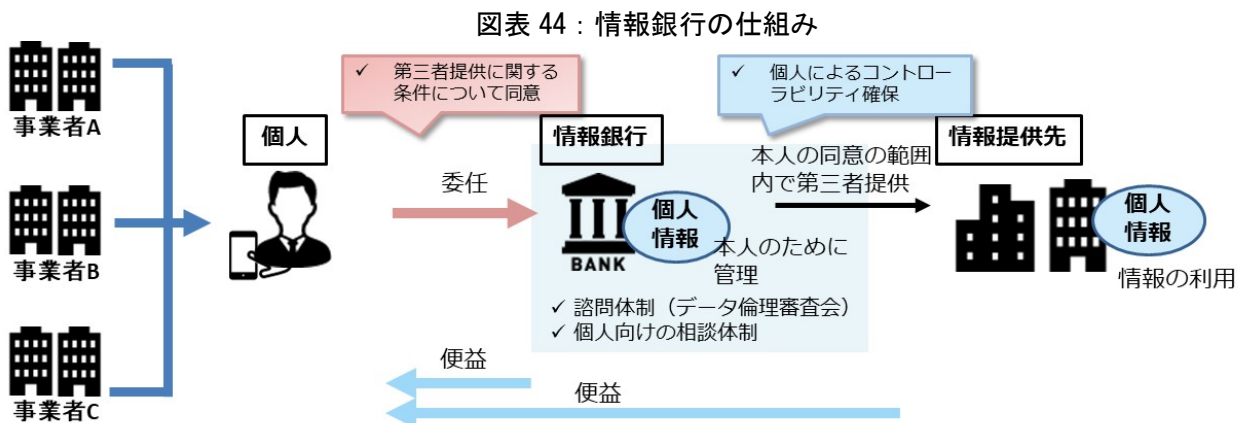 図表 44：情報銀行の仕組み
✓ 第三者提供に関する
条件について同意
✓ 個人によるコントロー
ラビリティ確保
事業者A
個人
情報銀行
情報提供先
委任
本人の同意の範囲
内で第三者提供
事業者B
BANK
個人
情報
本人のために
管理
個人
情報
情報の利用
✓ 諮問体制（データ倫理審査会）
✓ 個人向けの相談体制
事業者C
便益
便益